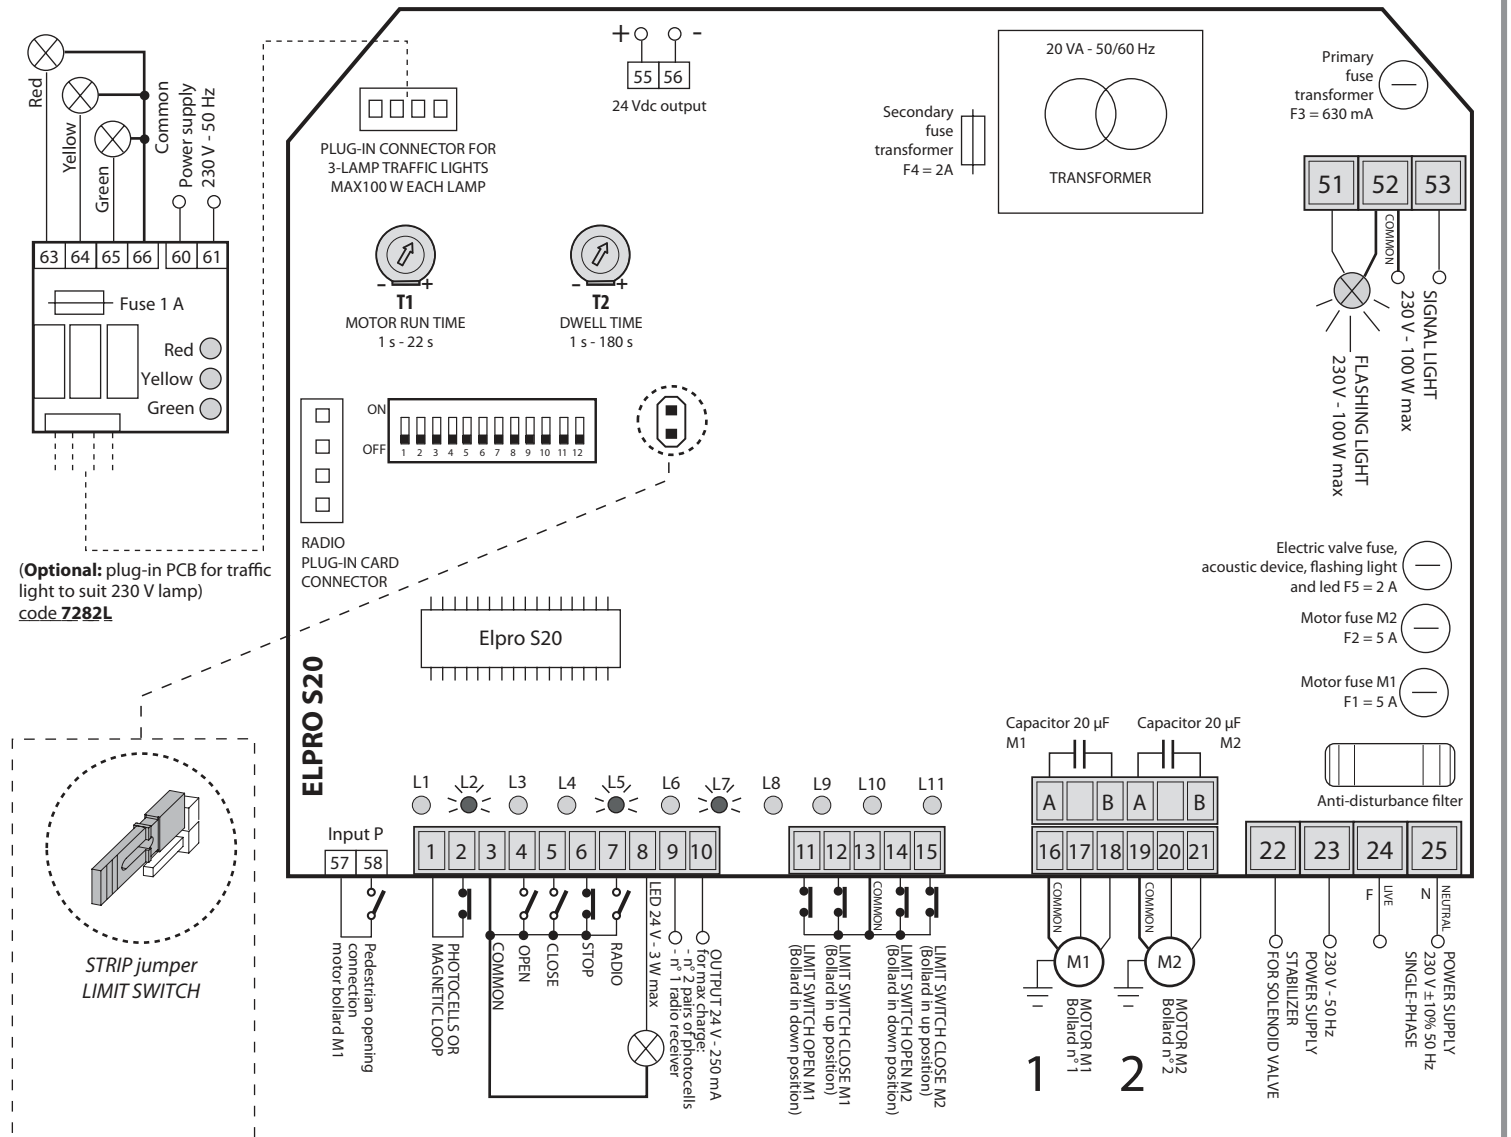 Red
Yellow
Green
Common
Power supply
230 V - 50 Hz
63 64 65 66 60 61
Fuse 1 A
Red
Yellow
Green
(Optional: plug-in PCB for traffic
light to suit 230 V lamp)
code 7282L
STRIP jumper
LIMIT SWITCH
+ -
55 56
24 Vdc output
PLUG-IN CONNECTOR FOR
3-LAMP TRAFFIC LIGHTS
MAX100 W EACH LAMP
- +
T1
MOTOR RUN TIME
1 s - 22 s
- +
T2
DWELL TIME
1 s - 180 s
ON
OFF
1 2 3 4 5 6 7 8 9 10 11 12
RADIO
PLUG-IN CARD
CONNECTOR
Elpro S20
ELPRO S20
20 VA - 50/60 Hz
TRANSFORMER
Secondary
fuse
transformer
F4 = 2A
Primary
fuse
transformer
F3 = 630 mA
51 52 53
COMMON
FLASHING LIGHT
230 V - 100 W max
SIGNAL LIGHT
230 V - 100 W max
Electric valve fuse,
acoustic device, flashing light
and led F5 = 2 A
Motor fuse M2
F2 = 5 A
Motor fuse M1
F1 = 5 A
Capacitor 20 µF
M1
Capacitor 20 µF
M2
Anti-disturbance filter
L1 L2 L3 L4 L5 L6 L7 L8 L9 L10 L11
Input P
57 58
1 2 3 4 5 6 7 8 9 10
11 12 13 14 15
A B A B
16 17 18 19 20 21
22 23 24 25
Pedestrian opening
connection
motor bollard M1
PHOTOCELLS OR
MAGNETIC LOOP
COMMON
OPEN
CLOSE
STOP
RADIO
LED 24 V - 3 W max
OUTPUT 24 V - 250 mA
for max charge:
- n° 2 pairs of photocells
- n° 1 radio receiver
COMMON
LIMIT SWITCH OPEN M1
(Bollard in down position)
LIMIT SWITCH CLOSE M1
(Bollard in up position)
LIMIT SWITCH OPEN M2
(Bollard in down position)
LIMIT SWITCH CLOSE M2
(Bollard in up position)
COMMON
M1
MOTOR M1
Bollard n° 1
1
COMMON
M2
MOTOR M2
Bollard n° 2
2
230 V - 50 Hz
POWER SUPPLY
STABILIZER
FOR SOLENOID VALVE
F LIVE
N NEUTRAL
POWER SUPPLY
230 V ±10% 50 Hz
SINGLE-PHASE